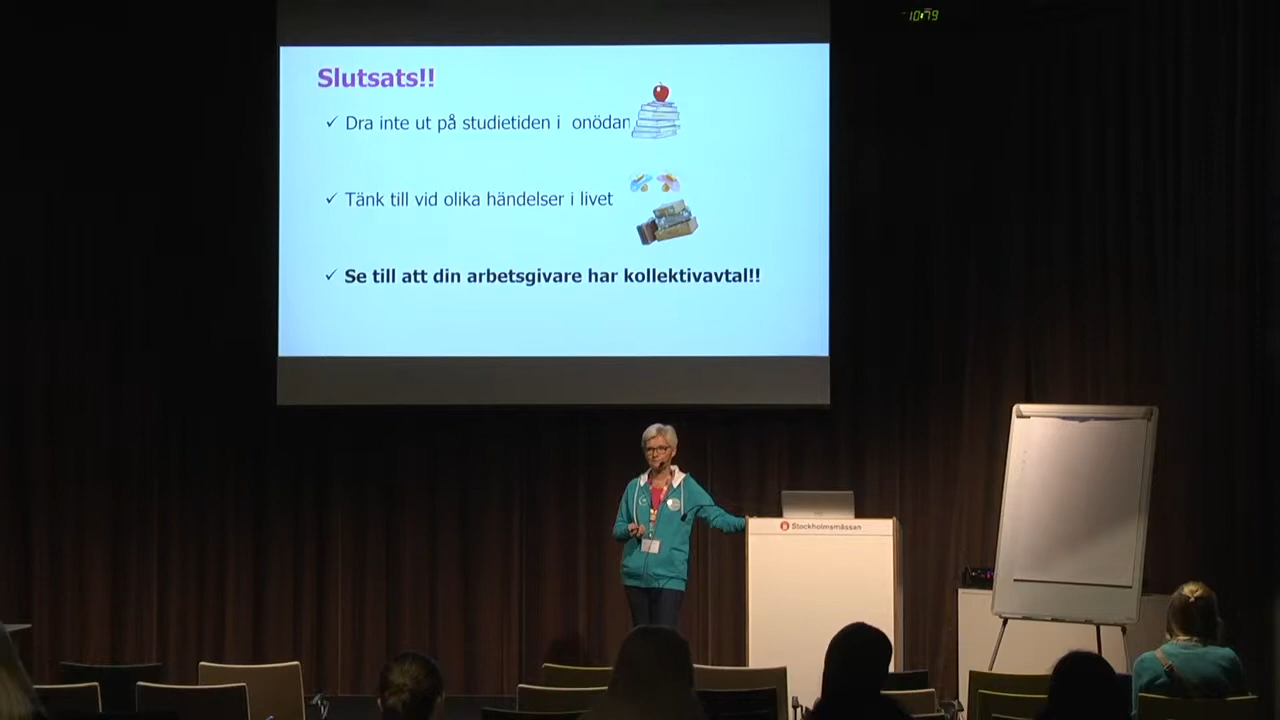 Slutsats!!
✓ Dra inte ut på studietiden i onödan
✓ Tänk till vid olika händelser i livet
✓ Se till att din arbetsgivare har kollektivavtal!!
Stockholmsmässan